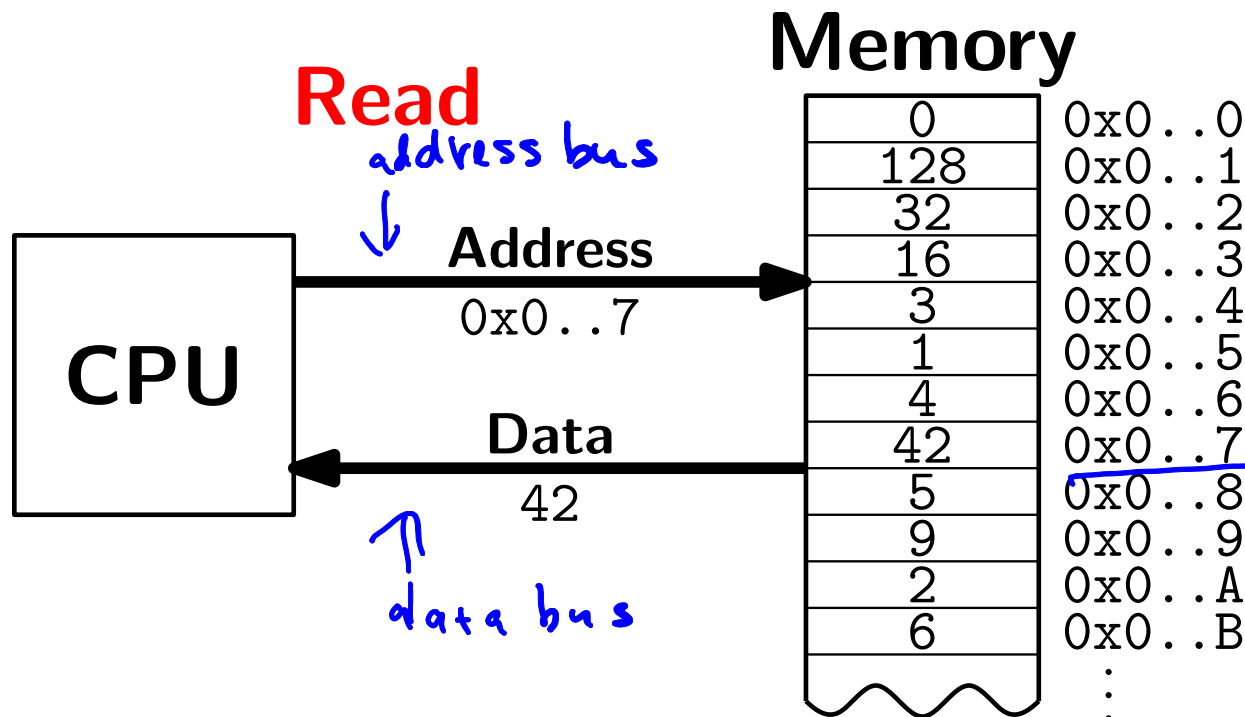 Memory
Read
address bus
0 0x0..0
128 0x0..1
32 0x0..2
Address
16 0x0..3
0x0..7
3 0x0..4
CPU
1 0x0..5
4 0x0..6
Data
42 0x0..7
42
5 0x0..8
9 0x0..9
data bus
2 0x0..A
6 0x0..B